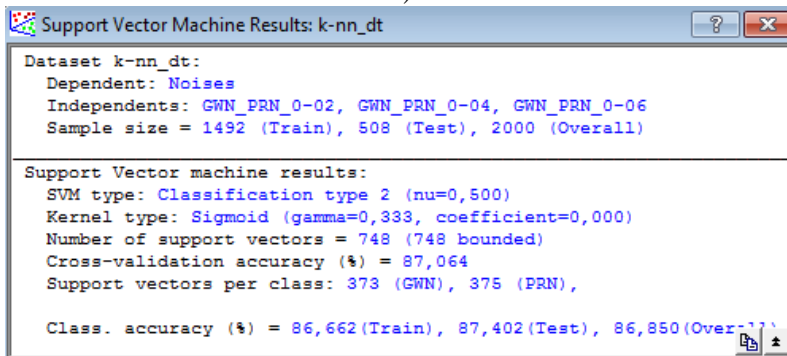 Support Vector Machine Results: k-nn_dt
Dataset k-nn_dt:
Dependent: Noises
Independents: GWN_PRN_0-02, GWN_PRN_0-04, GWN_PRN_0-06
Sample size = 1492 (Train), 508 (Test), 2000 (Overall)
Support Vector machine results:
SVM type: Classification type 2 (nu=0,500)
Kernel type: Sigmoid (gamma=0,333, coefficient=0,000)
Number of support vectors = 748 (748 bounded)
Cross-validation accuracy (%) = 87,064
Support vectors per class: 373 (GWN), 375 (PRN),
Class. accuracy (%) = 86,662(Train), 87,402(Test), 86,850(Overall)